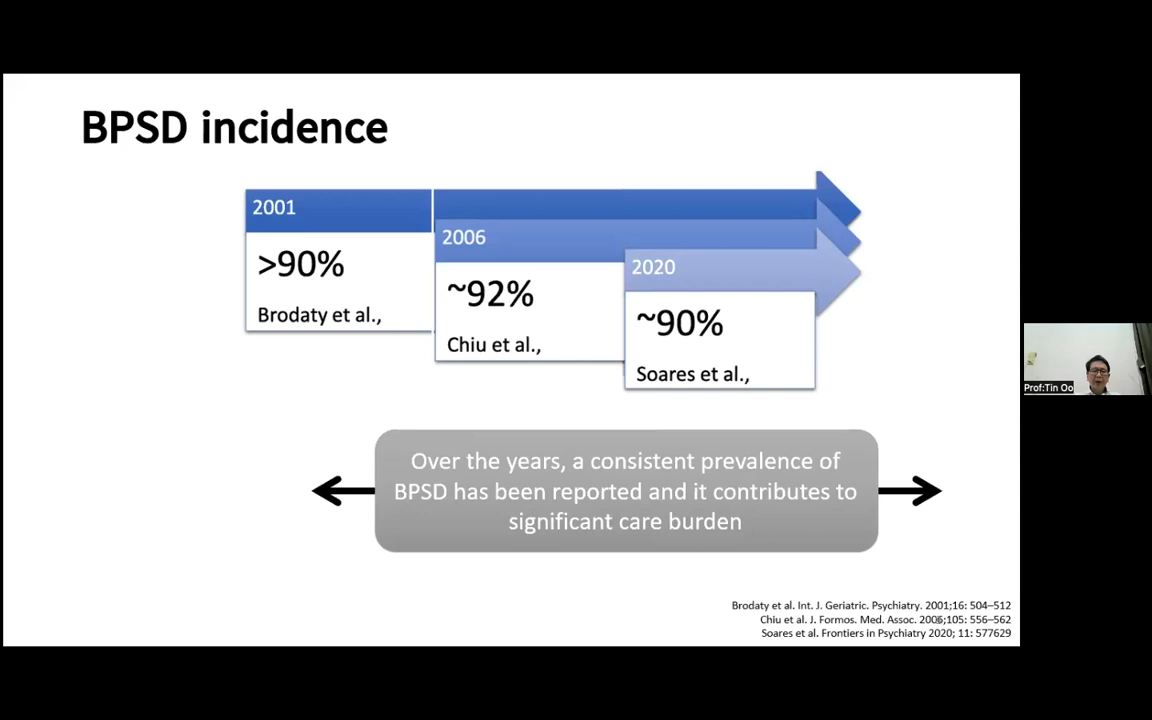 BPSD incidence
2001
>90%
Brodaty et al.,
2006
~92%
Chiu et al.,
2020
~90%
Soares et al.,
Over the years, a consistent prevalence of
BPSD has been reported and it contributes to
significant care burden
Prof:Tin Oo
Brodaty et al. Int. J. Geriatric. Psychiatry. 2001;16: 504–512
Chiu et al. J. Formos. Med. Assoc. 2006;105: 556–562
Soares et al. Frontiers in Psychiatry 2020; 11: 577629